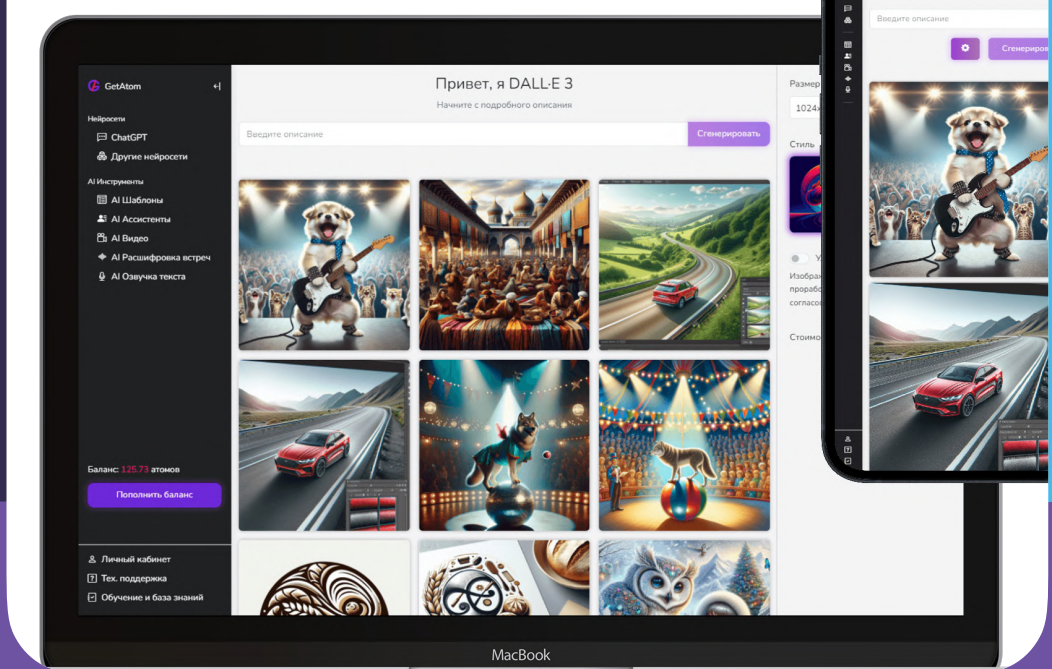 GetAtom
Нейросети
ChatGPT
Другие нейросети
AI Инструменты
AI Шаблоны
AI Ассистенты
AI Видео
AI Расшифровка встреч
AI Озвучка текста
Баланс: 125.73 атомов
Пополнить баланс
Личный кабинет
Тех. поддержка
Обучение и база знаний
Привет, я DALL·E 3
Начните с подробного описания
Введите описание
Сгенерировать
Размер
1024
Стиль
MacBook
Введите описание